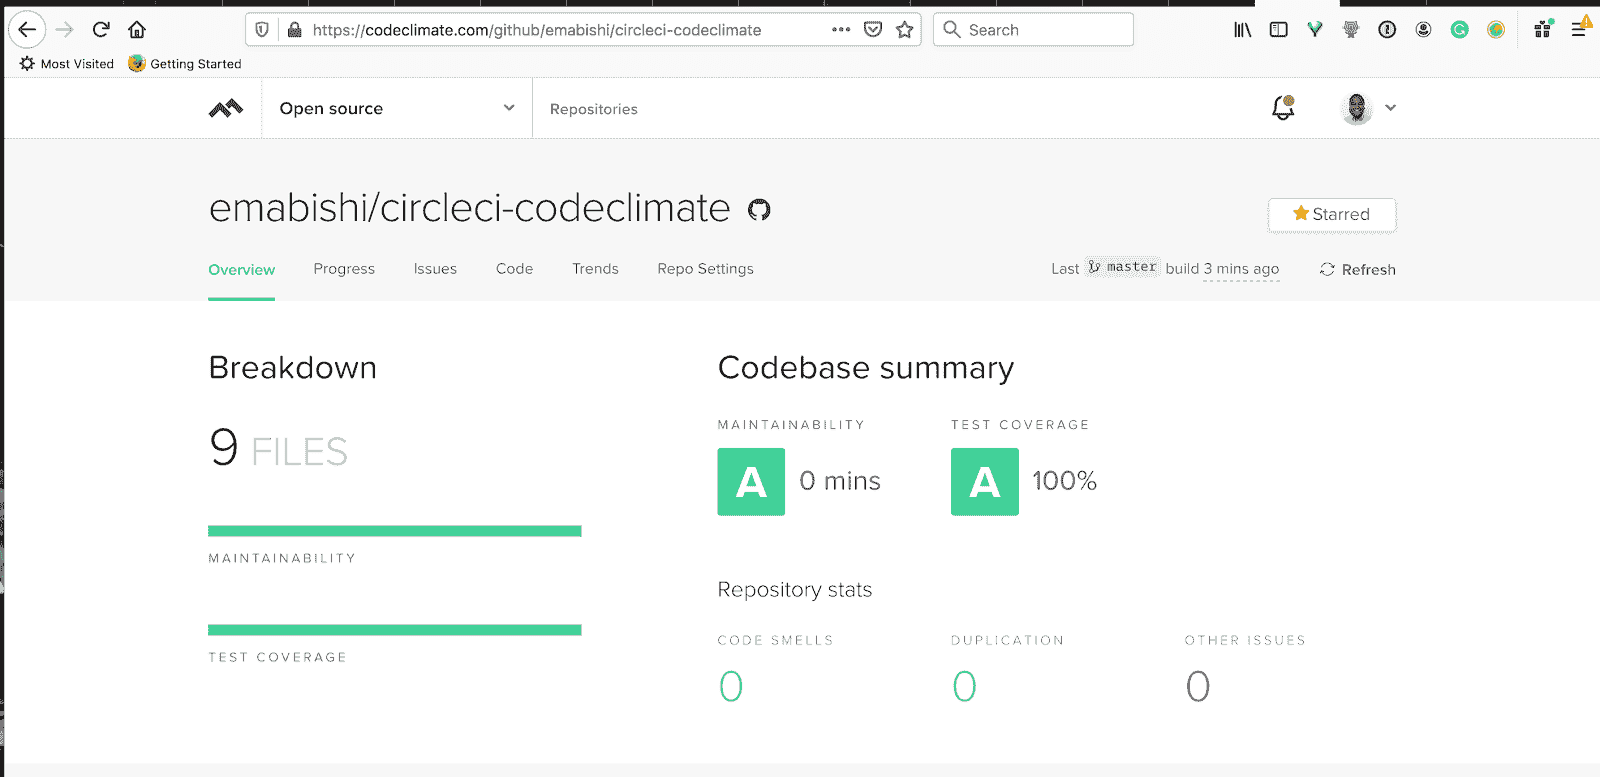 https://codeclimate.com/github/emabishi/circleci-codeclimate
Search
Most Visited
Getting Started
Open source
Repositories
emabishi/circleci-codeclimate
Starred
Overview
Progress
Issues
Code
Trends
Repo Settings
Last master build 3 mins ago
Refresh
Breakdown
Codebase summary
9 FILES
MAINTAINABILITY
TEST COVERAGE
A 0 mins
A 100%
MAINTAINABILITY
TEST COVERAGE
Repository stats
CODE SMELLS
DUPLICATION
OTHER ISSUES
0
0
0